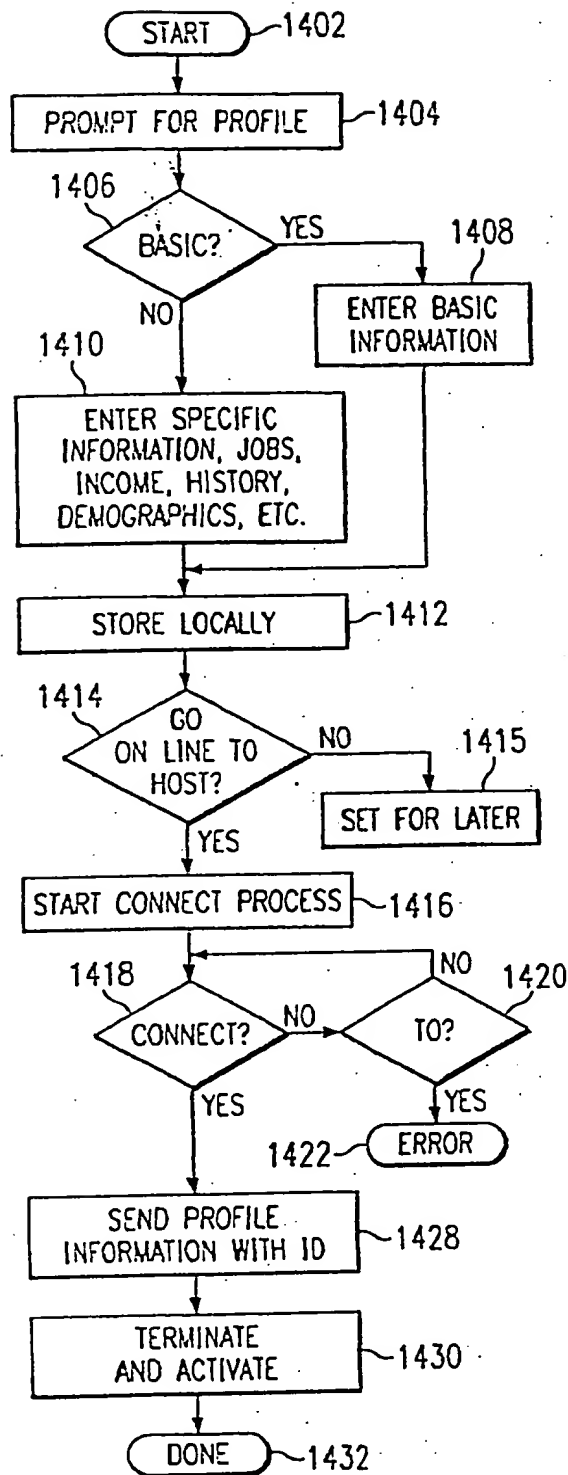 START
1402
PROMPT FOR PROFILE
1404
1406
BASIC?
YES
NO
1408
ENTER BASIC
INFORMATION
1410
ENTER SPECIFIC
INFORMATION, JOBS,
INCOME, HISTORY,
DEMOGRAPHICS, ETC.
STORE LOCALLY
1412
1414
GO
ON LINE TO
HOST?
NO
YES
1415
SET FOR LATER
START CONNECT PROCESS
1416
1418
CONNECT?
NO
YES
NO
1420
TO?
YES
1422
ERROR
SEND PROFILE
INFORMATION WITH ID
1428
TERMINATE
AND ACTIVATE
1430
DONE
1432